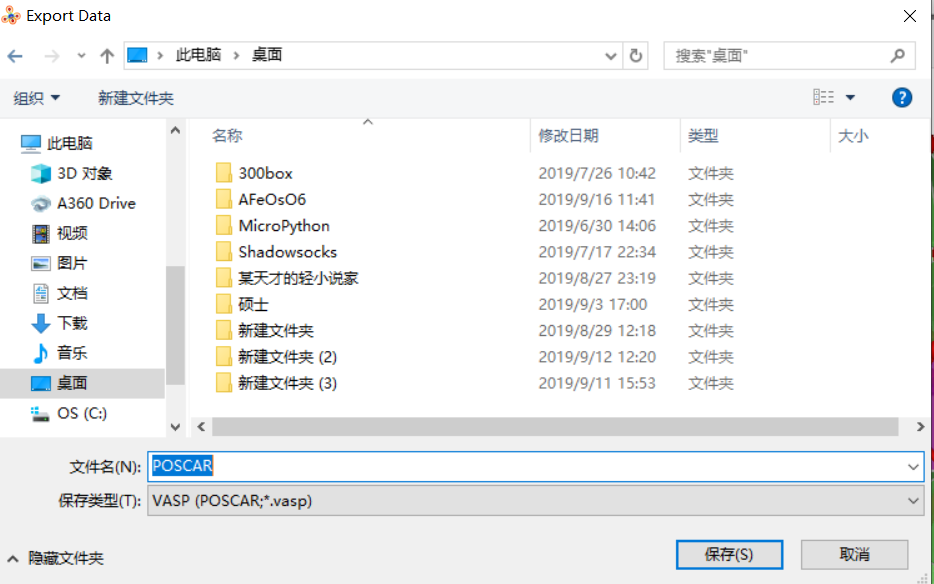 Export Data
此电脑 桌面 搜索"桌面"
组织 新建文件夹
名称 修改日期 类型 大小
此电脑
3D 对象
A360 Drive
视频
图片
文档
下载
音乐
桌面
OS (C:)
300box 2019/7/26 10:42 文件夹
AFeOsO6 2019/9/16 11:41 文件夹
MicroPython 2019/6/30 14:06 文件夹
Shadowsocks 2019/7/17 22:34 文件夹
某天才的轻小说家 2019/8/27 23:19 文件夹
硕士 2019/9/3 17:00 文件夹
新建文件夹 2019/8/29 12:18 文件夹
新建文件夹 (2) 2019/9/12 12:20 文件夹
新建文件夹 (3) 2019/9/11 15:53 文件夹
文件名(N): POSCAR
保存类型(T): VASP (POSCAR;*.vasp)
隐藏文件夹 保存(S) 取消